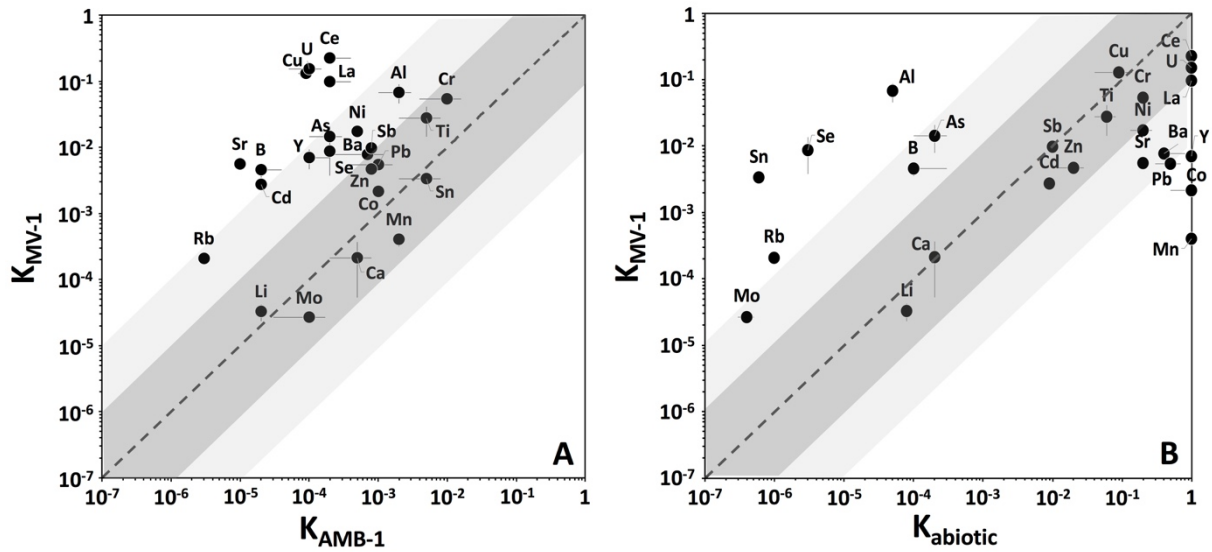 1
10-1
10-2
10-3
10-4
10-5
10-6
10-7
KMV-1
U
Ce
Cu
La
Al
Cr
Ni
Sb
Ti
As
Ba
Pb
Sr
B
Y
Se
Zn
Sn
Cd
Co
Mn
Rb
Ca
Li
Mo
A
10-7
10-6
10-5
10-4
10-3
10-2
10-1
1
KAMB-1
1
10-1
10-2
10-3
10-4
10-5
10-6
10-7
KMV-1
Ce
Cu
U
Al
Cr
La
Ti
Ni
As
Sb
Ba
Y
Se
Sr
B
Zn
Cd
Pb
Co
Sn
Mn
Rb
Ca
Mo
Li
B
10-7
10-6
10-5
10-4
10-3
10-2
10-1
1
Kabiotic